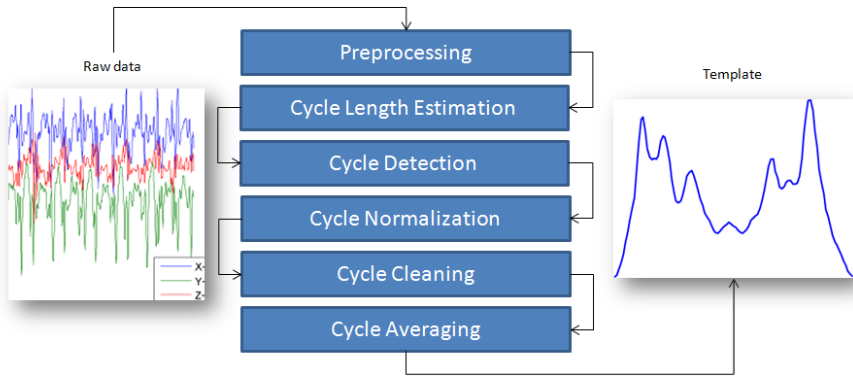 Raw data
X-
Y-
Z-
Preprocessing
Cycle Length Estimation
Cycle Detection
Cycle Normalization
Cycle Cleaning
Cycle Averaging
Template